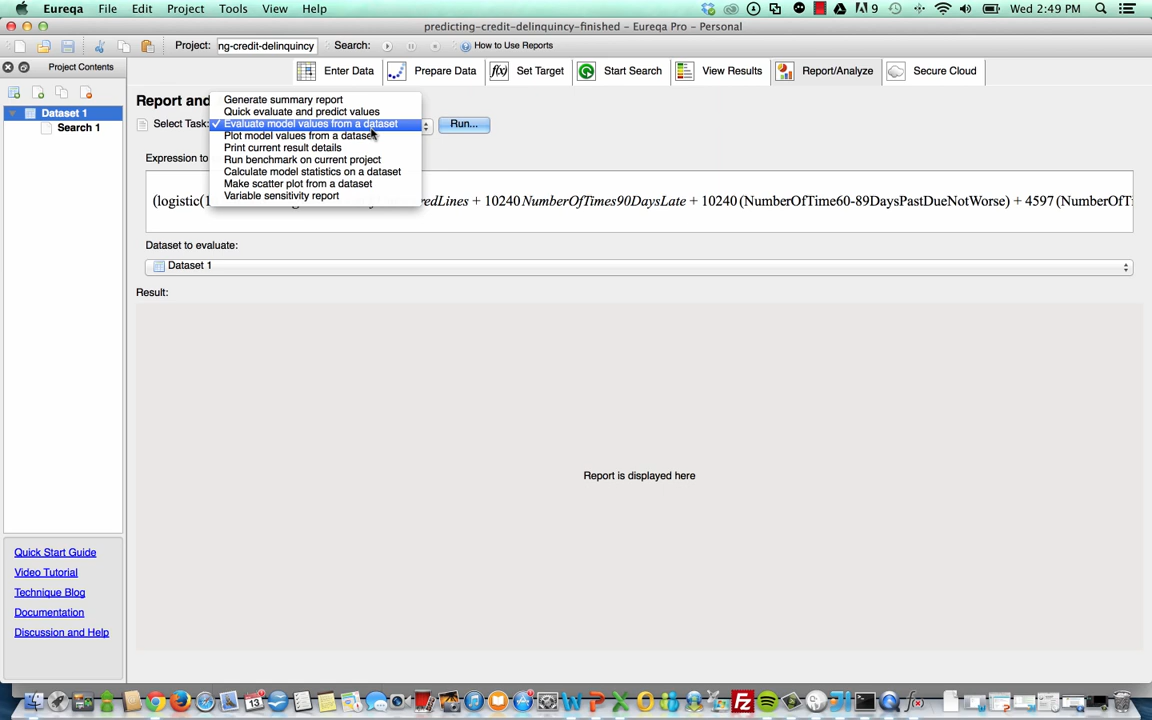 Eureqa File Edit Project Tools View Help
9 Wed 2:49 PM
predicting-credit-delinquincy-finished – Eureqa Pro – Personal
Project: ng-credit-delinquincy Search: How to Use Reports
Project Contents
Enter Data Prepare Data f(x) Set Target Start Search View Results Report/Analyze Secure Cloud
Dataset 1
Search 1
Report and
Select Task:
Generate summary report
Quick evaluate and predict values
✓ Evaluate model values from a dataset
Plot model values from a dataset
Print current result details
Run benchmark on current project
Calculate model statistics on a dataset
Make scatter plot from a dataset
Variable sensitivity report
Run...
Expression to
(logistic(1 redLines + 10240 NumberOfTimes90DaysLate + 10240 (NumberOfTime60-89DaysPastDueNotWorse) + 4597 (NumberOfTi
Dataset to evaluate:
Dataset 1
Result:
Report is displayed here
Quick Start Guide
Video Tutorial
Technique Blog
Documentation
Discussion and Help